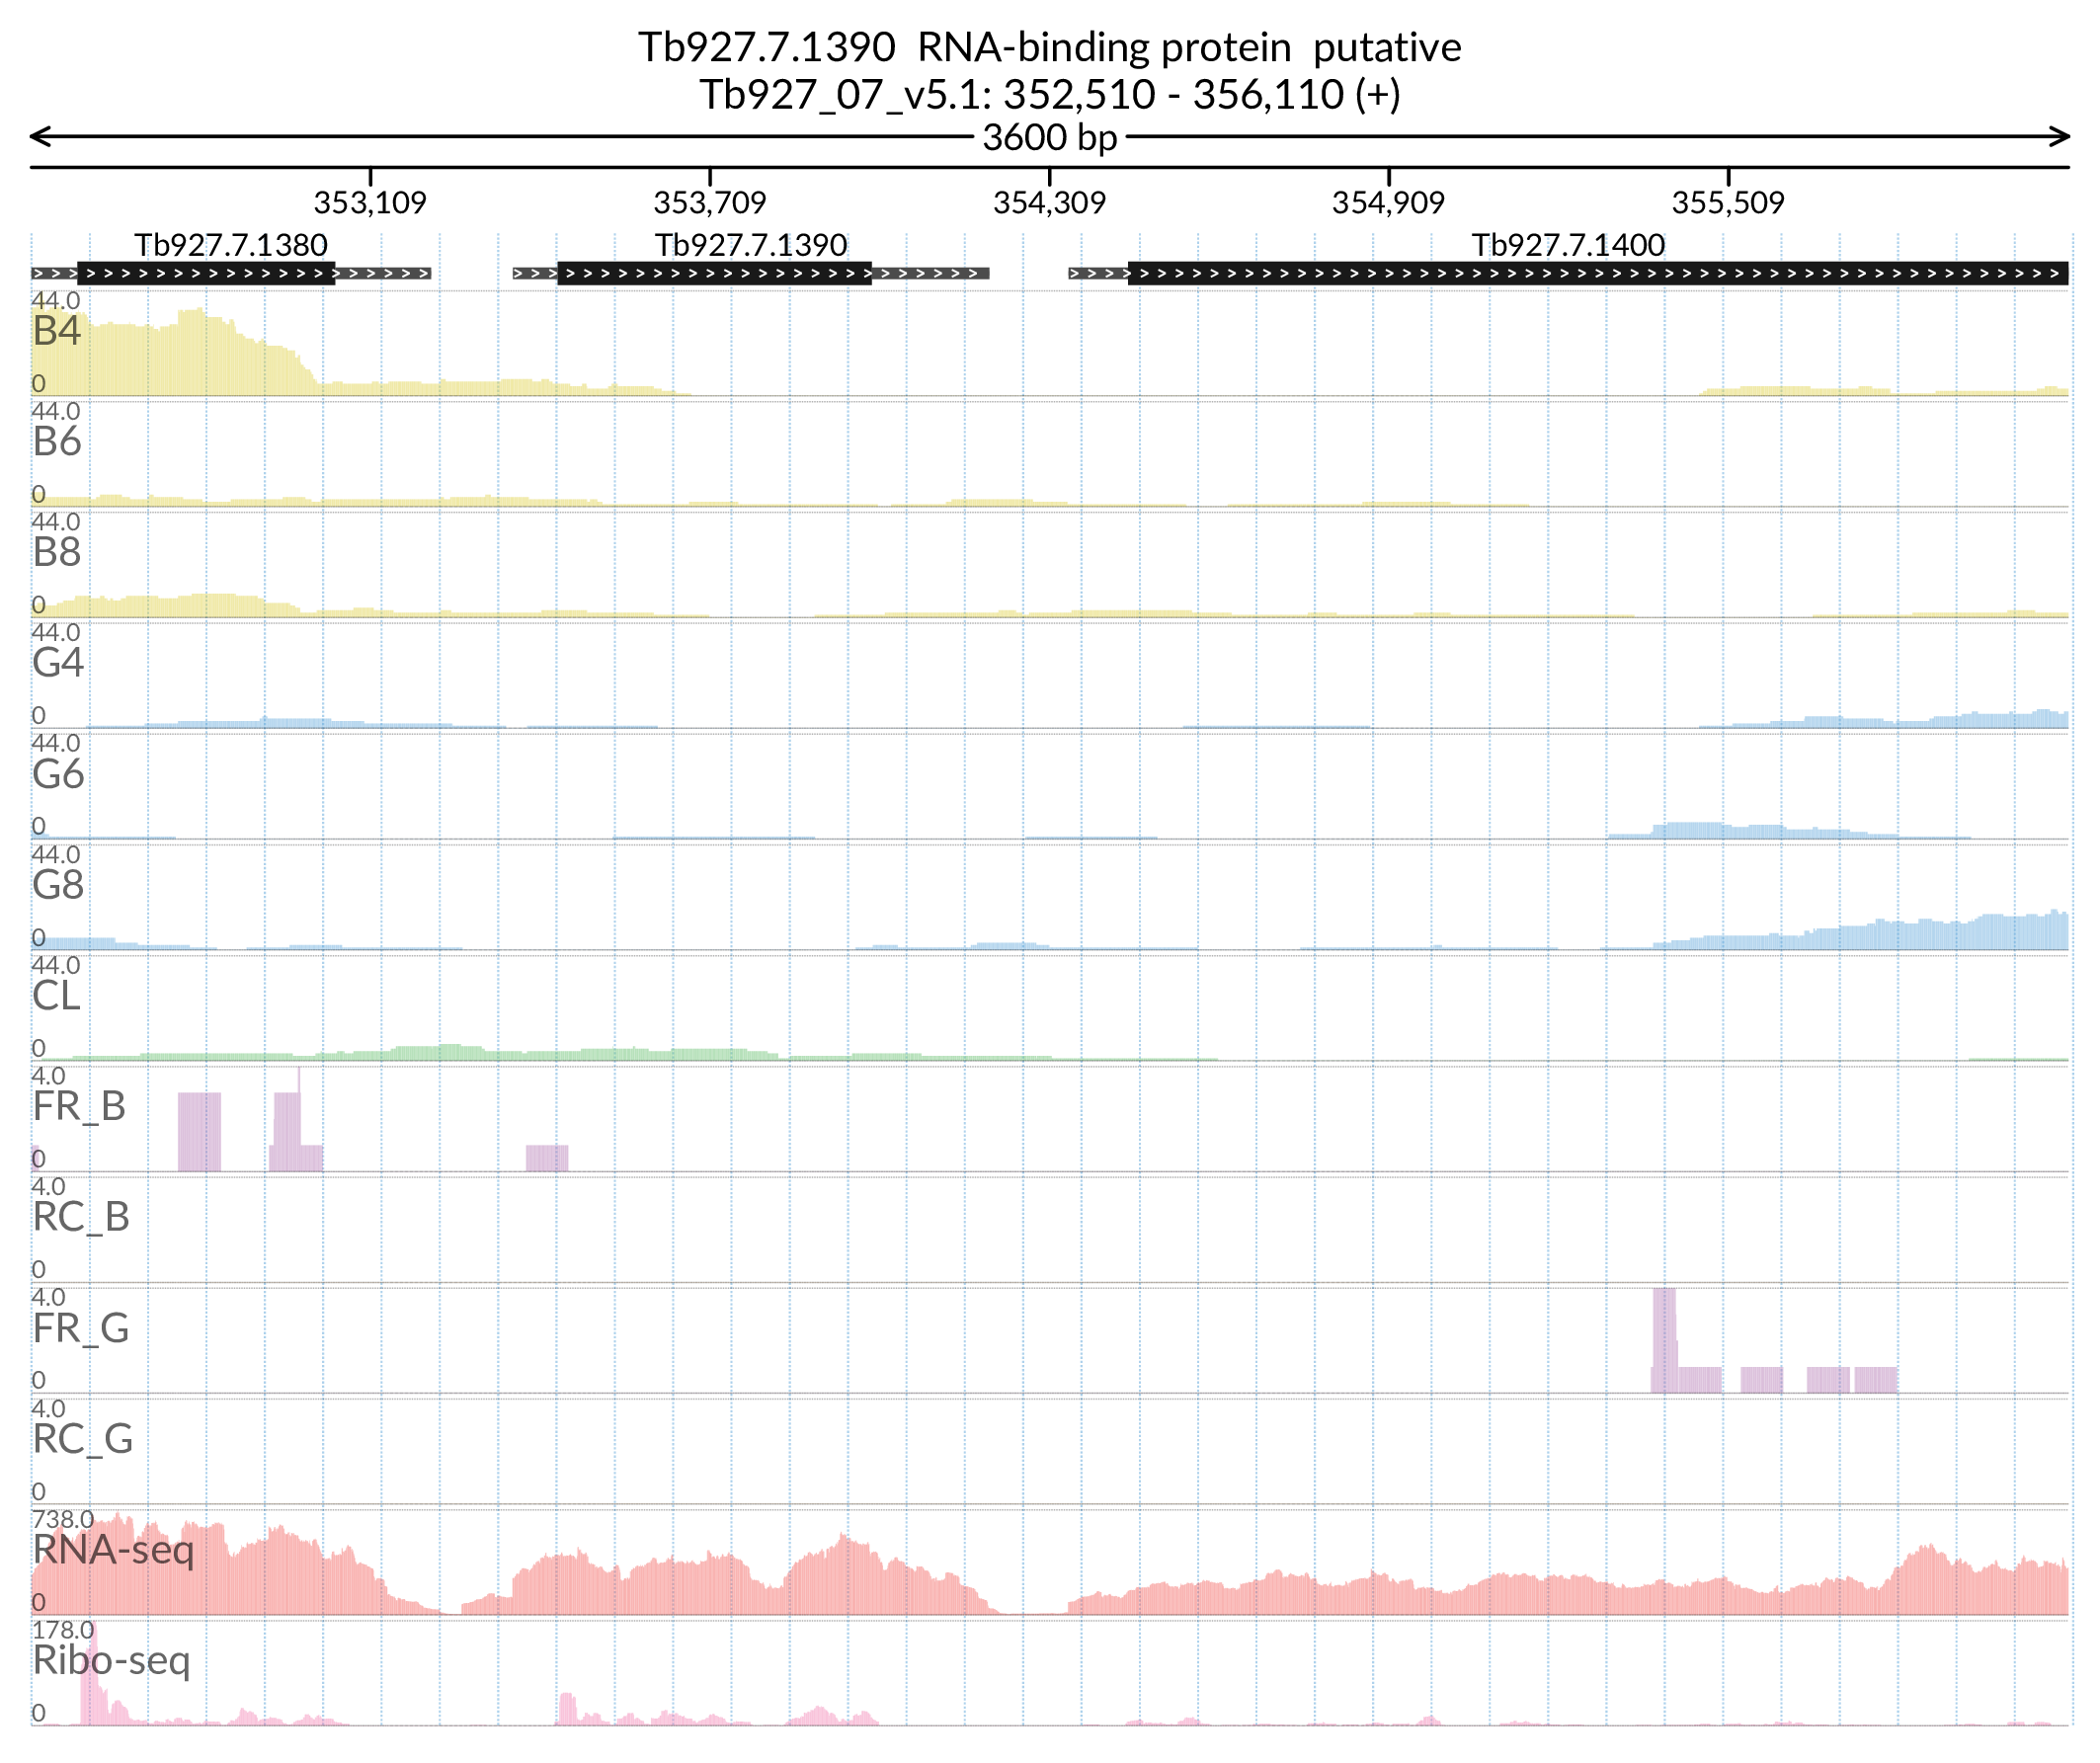 Tb927.7.1390 RNA-binding protein putative
Tb927_07_v5.1: 352,510 - 356,110 (+)
3600 bp
353,109 353,709 354,309 354,909 355,509
Tb927.7.1380 Tb927.7.1390 Tb927.7.1400
44.0
B4
0
44.0
B6
0
44.0
B8
0
44.0
G4
0
44.0
G6
0
44.0
G8
0
44.0
CL
0
4.0
FR_B
0
4.0
RC_B
0
4.0
FR_G
0
4.0
RC_G
0
738.0
RNA-seq
0
178.0
Ribo-seq
0